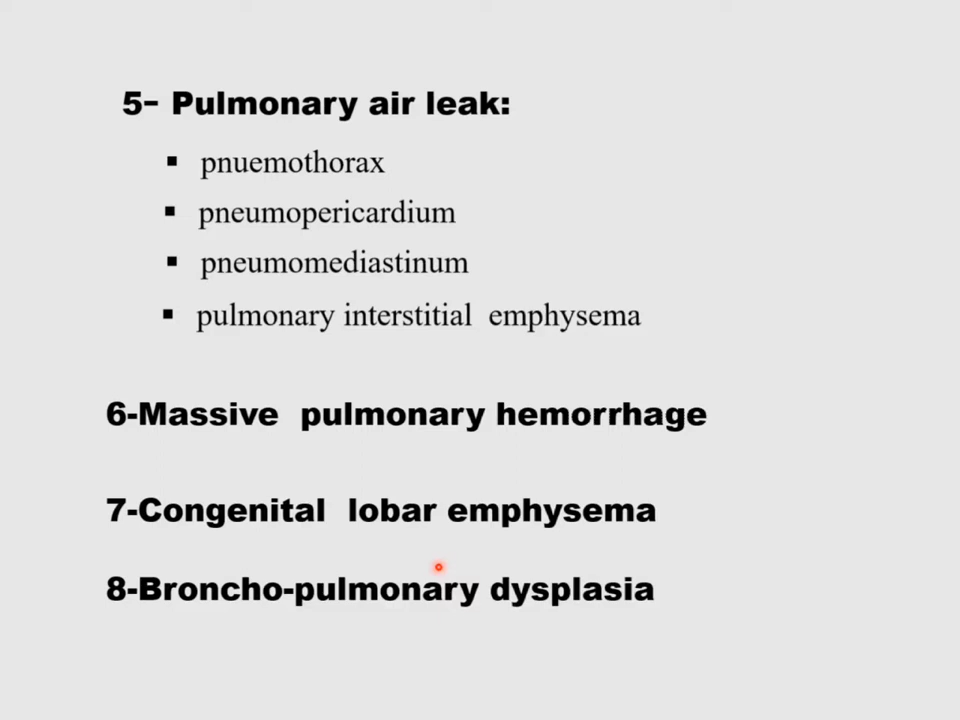 5- Pulmonary air leak:
▪ pnuemothorax
▪ pneumopericardium
▪ pneumomediastinum
▪ pulmonary interstitial emphysema
6-Massive pulmonary hemorrhage
7-Congenital lobar emphysema
8-Broncho-pulmonary dysplasia